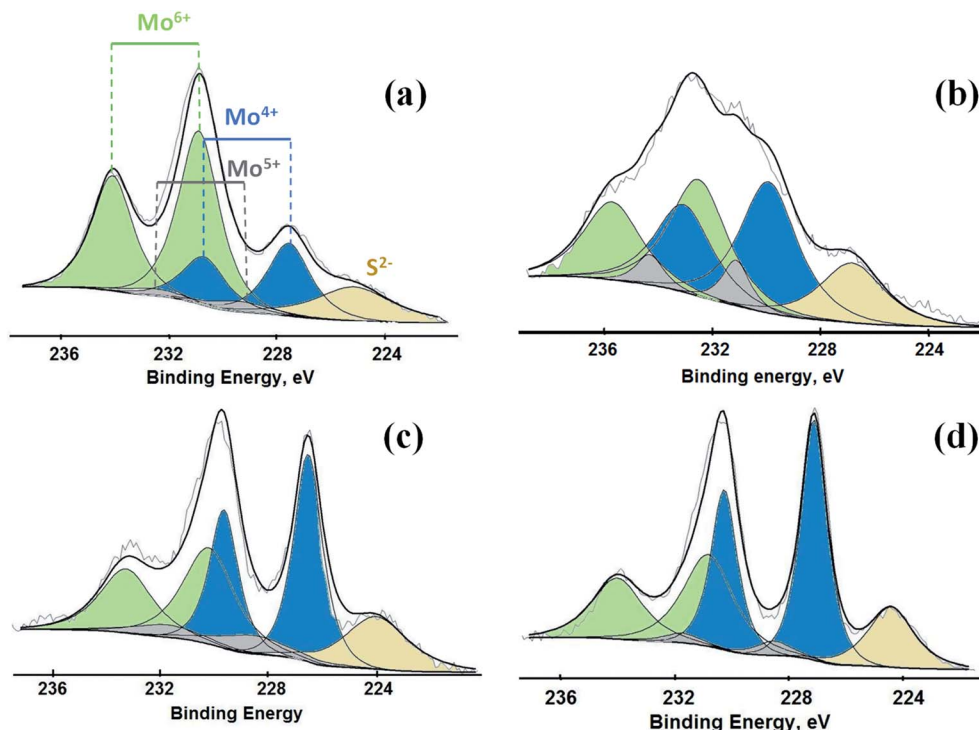 Mo6+
(a)
Mo4+
Mo5+
S2-
236 232 228 224
Binding Energy, eV
(b)
236 232 228 224
Binding energy, eV
(c)
236 232 228 224
Binding Energy
(d)
236 232 228 224
Binding Energy, eV